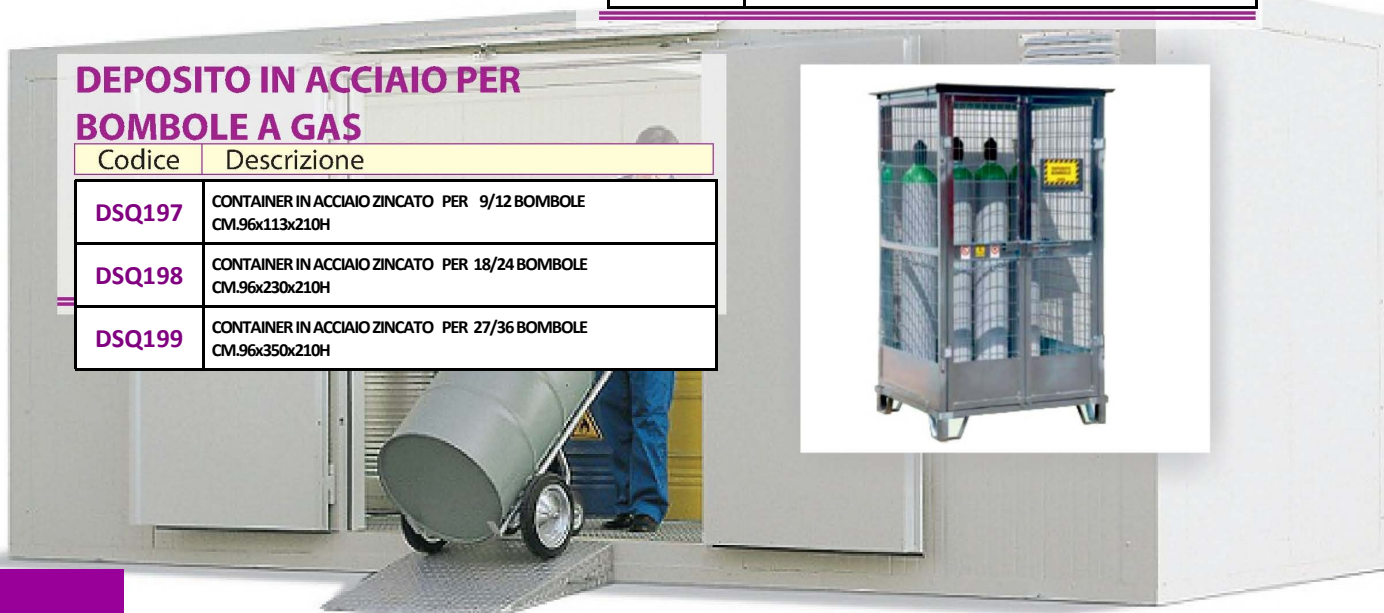 DEPOSITO IN ACCIAIO PER
BOMBOLE A GAS
Codice Descrizione
DSQ197 CONTAINER IN ACCIAIO ZINCATO PER 9/12 BOMBOLE
CM.96x113x210H
DSQ198 CONTAINER IN ACCIAIO ZINCATO PER 18/24 BOMBOLE
CM.96x230x210H
DSQ199 CONTAINER IN ACCIAIO ZINCATO PER 27/36 BOMBOLE
CM.96x350x210H